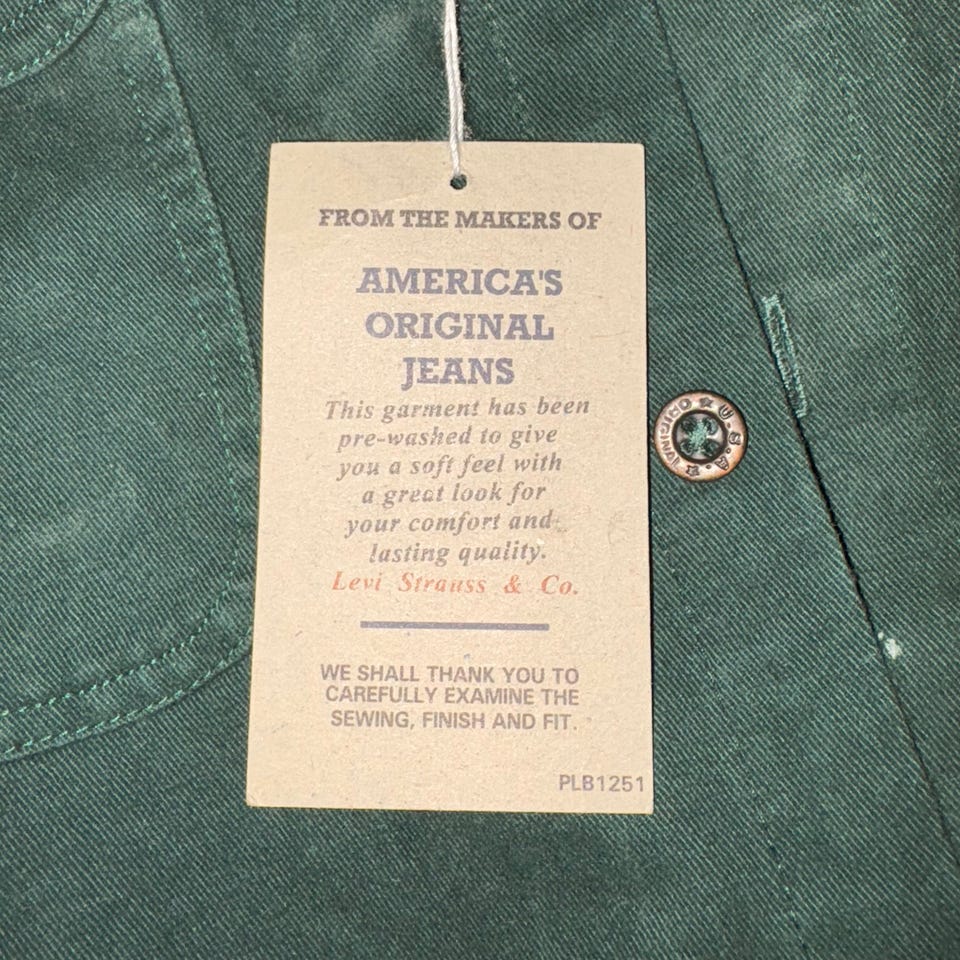 FROM THE MAKERS OF
AMERICA'S
ORIGINAL
JEANS
This garment has been
pre-washed to give
you a soft feel with
a great look for
your comfort and
lasting quality.
Levi Strauss & Co.
WE SHALL THANK YOU TO
CAREFULLY EXAMINE THE
SEWING, FINISH AND FIT.
PLB1251
ORIGINAL ★ U.S.A. ★